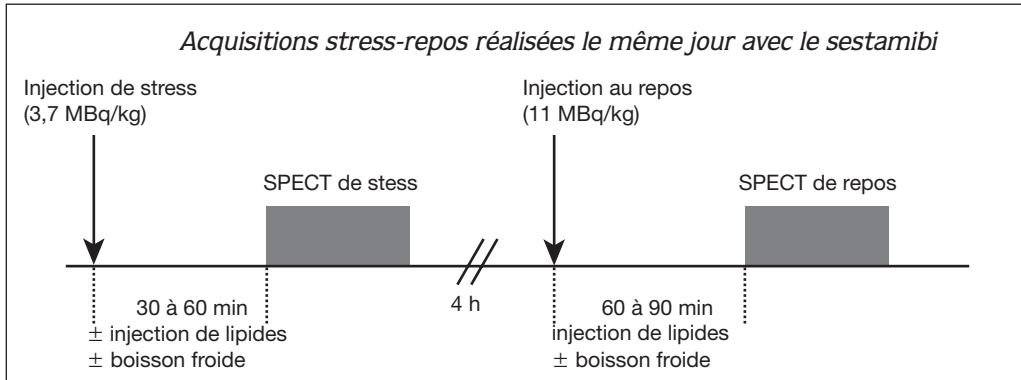 Acquisitions stress-repos réalisées le même jour avec le sestamibi
Injection de stress
(3,7 MBq/kg)
Injection au repos
(11 MBq/kg)
SPECT de stess
SPECT de repos
30 à 60 min
± injection de lipides
± boisson froide
4 h
60 à 90 min
injection de lipides
± boisson froide